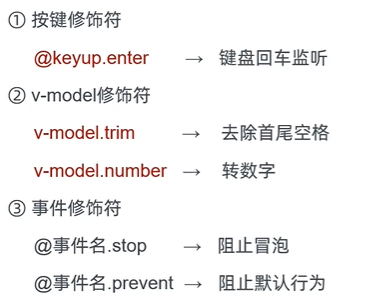 ① 按键修饰符
@keyup.enter → 键盘回车监听
② v-model修饰符
v-model.trim → 去除首尾空格
v-model.number → 转数字
③ 事件修饰符
@事件名.stop → 阻止冒泡
@事件名.prevent → 阻止默认行为